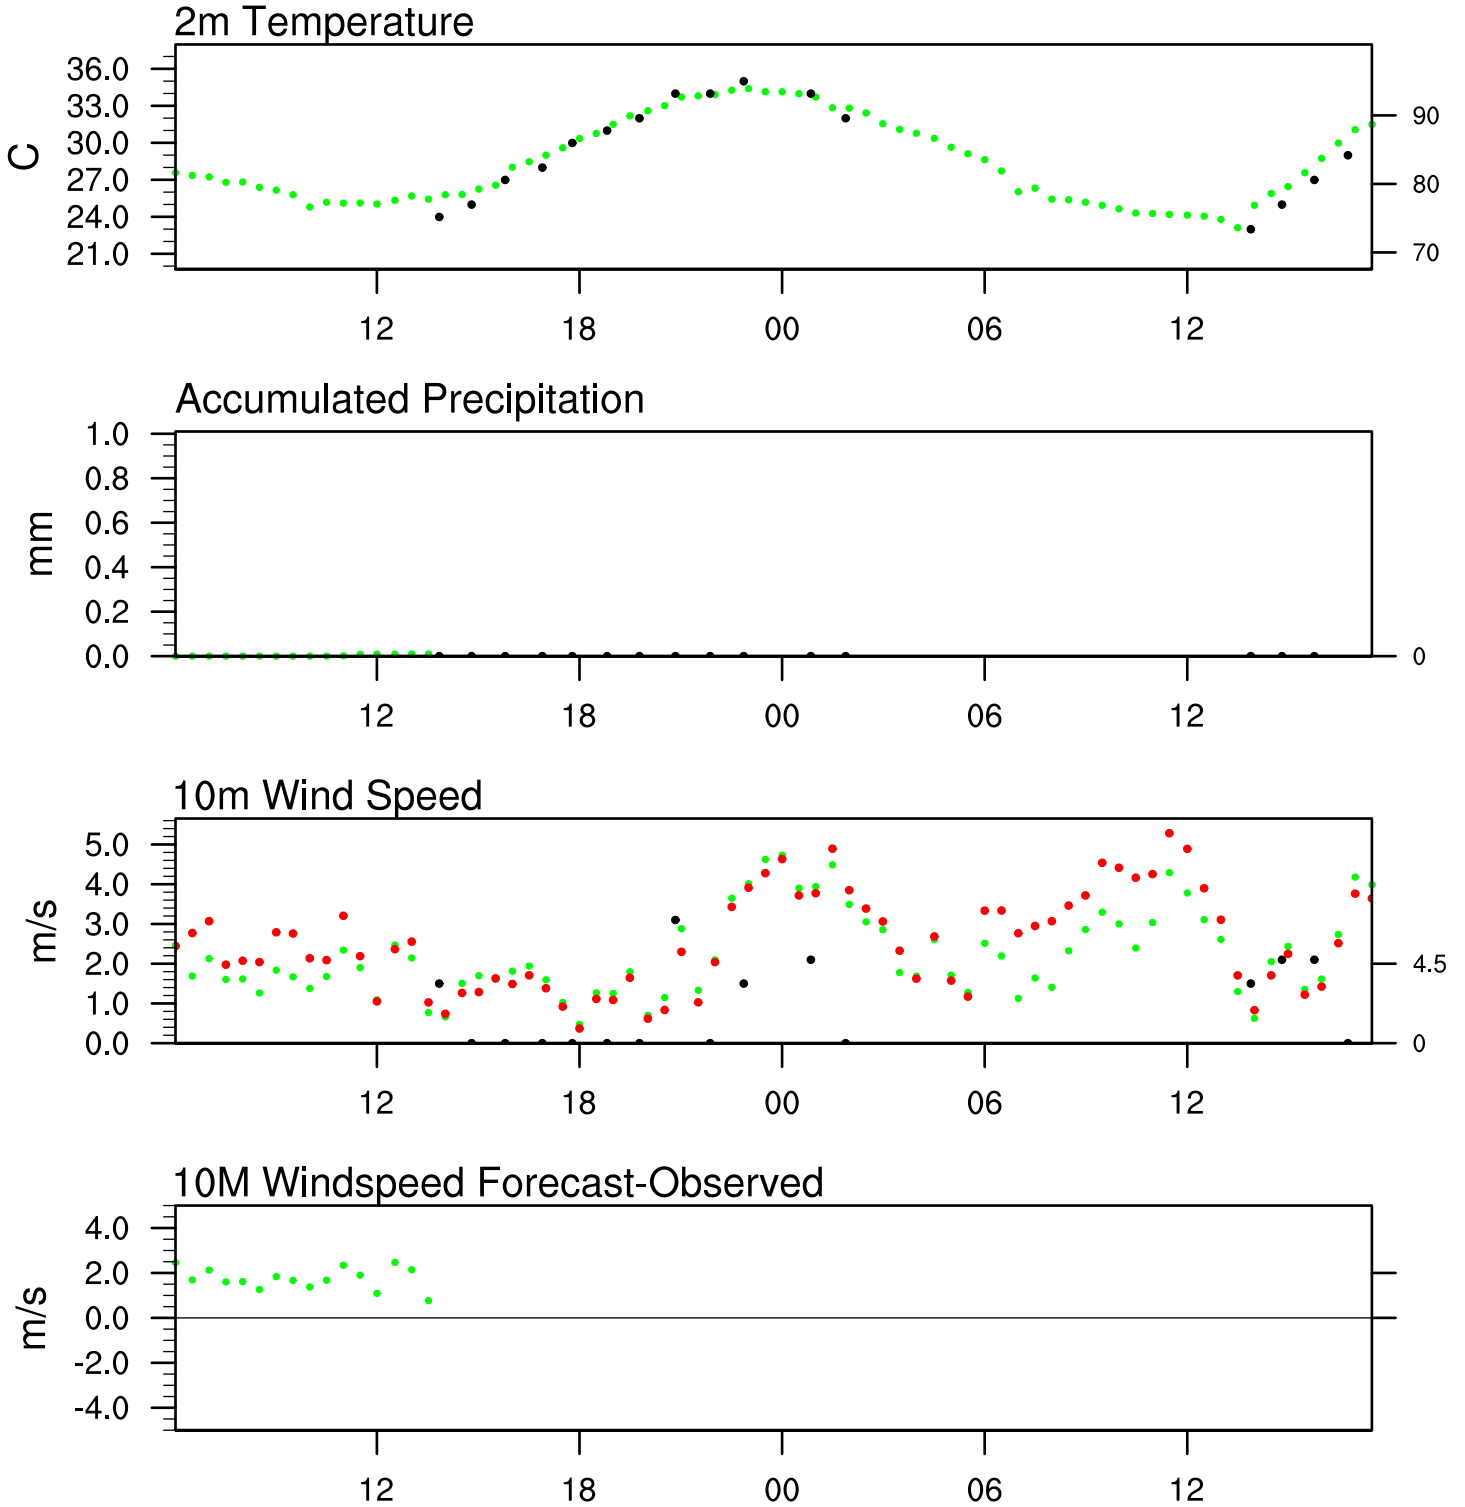 2m Temperature
36.0
33.0
90
30.0
C
27.0
80
24.0
21.0
70
12 18 00 06 12
Accumulated Precipitation
1.0
0.8
0.6
mm
0.4
0.2
0.0
0
12 18 00 06 12
10m Wind Speed
5.0
4.0
3.0
m/s
2.0
4.5
1.0
0.0
0
12 18 00 06 12
10M Windspeed Forecast-Observed
4.0
2.0
m/s
0.0
-2.0
-4.0
12 18 00 06 12